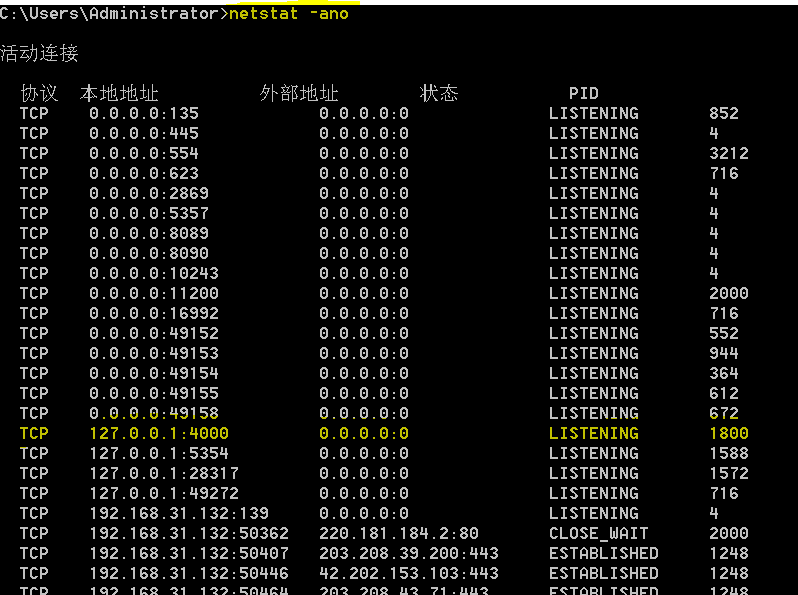 C:\Users\Administrator>netstat -ano
活动连接
协议 本地地址 外部地址 状态 PID
TCP 0.0.0.0:135 0.0.0.0:0 LISTENING 852
TCP 0.0.0.0:445 0.0.0.0:0 LISTENING 4
TCP 0.0.0.0:554 0.0.0.0:0 LISTENING 3212
TCP 0.0.0.0:623 0.0.0.0:0 LISTENING 716
TCP 0.0.0.0:2869 0.0.0.0:0 LISTENING 4
TCP 0.0.0.0:5357 0.0.0.0:0 LISTENING 4
TCP 0.0.0.0:8089 0.0.0.0:0 LISTENING 4
TCP 0.0.0.0:8090 0.0.0.0:0 LISTENING 4
TCP 0.0.0.0:10243 0.0.0.0:0 LISTENING 4
TCP 0.0.0.0:11200 0.0.0.0:0 LISTENING 2000
TCP 0.0.0.0:16992 0.0.0.0:0 LISTENING 716
TCP 0.0.0.0:49152 0.0.0.0:0 LISTENING 552
TCP 0.0.0.0:49153 0.0.0.0:0 LISTENING 944
TCP 0.0.0.0:49154 0.0.0.0:0 LISTENING 364
TCP 0.0.0.0:49155 0.0.0.0:0 LISTENING 612
TCP 0.0.0.0:49158 0.0.0.0:0 LISTENING 672
TCP 127.0.0.1:4000 0.0.0.0:0 LISTENING 1800
TCP 127.0.0.1:5354 0.0.0.0:0 LISTENING 1588
TCP 127.0.0.1:28317 0.0.0.0:0 LISTENING 1572
TCP 127.0.0.1:49272 0.0.0.0:0 LISTENING 716
TCP 192.168.31.132:139 0.0.0.0:0 LISTENING 4
TCP 192.168.31.132:50362 220.181.184.2:80 CLOSE_WAIT 2000
TCP 192.168.31.132:50407 203.208.39.200:443 ESTABLISHED 1248
TCP 192.168.31.132:50446 42.202.153.103:443 ESTABLISHED 1248
TCP 192.168.31.132:50464 203.208.43.71:443 ESTABLISHED 1248